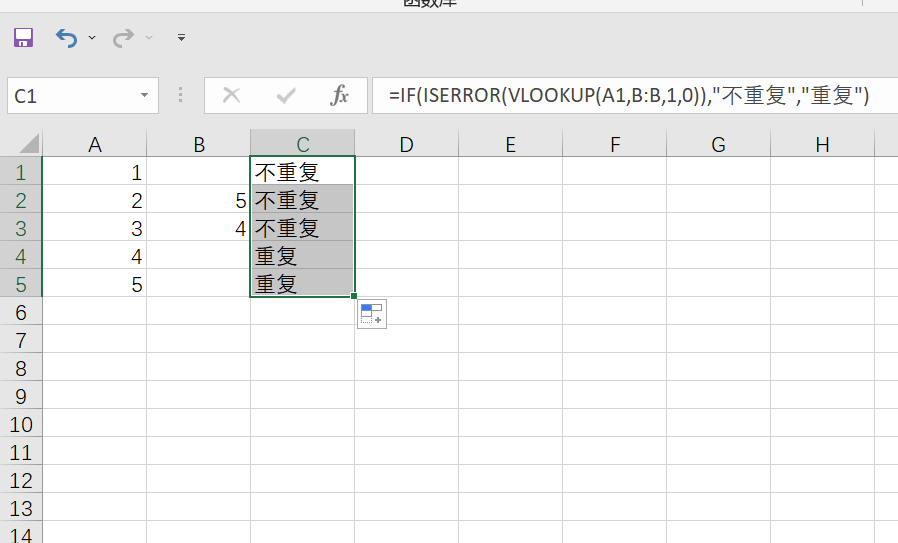 函数库
C1 fx =IF(ISERROR(VLOOKUP(A1,B:B,1,0)),"不重复","重复")
A B C D E F G H
1 1 不重复
2 2 5 不重复
3 3 4 不重复
4 4 重复
5 5 重复
6
7
8
9
10
11
12
13
14